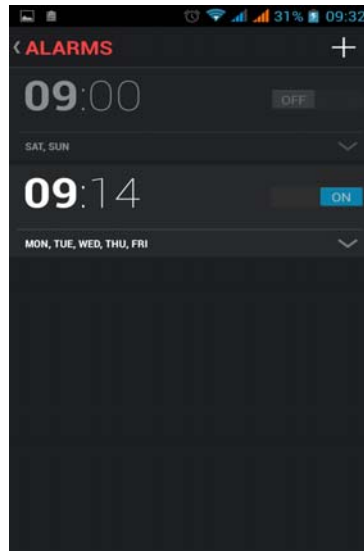 31% 09:32
ALARMS
09:00
OFF
SAT, SUN
09:14
ON
MON, TUE, WED, THU, FRI